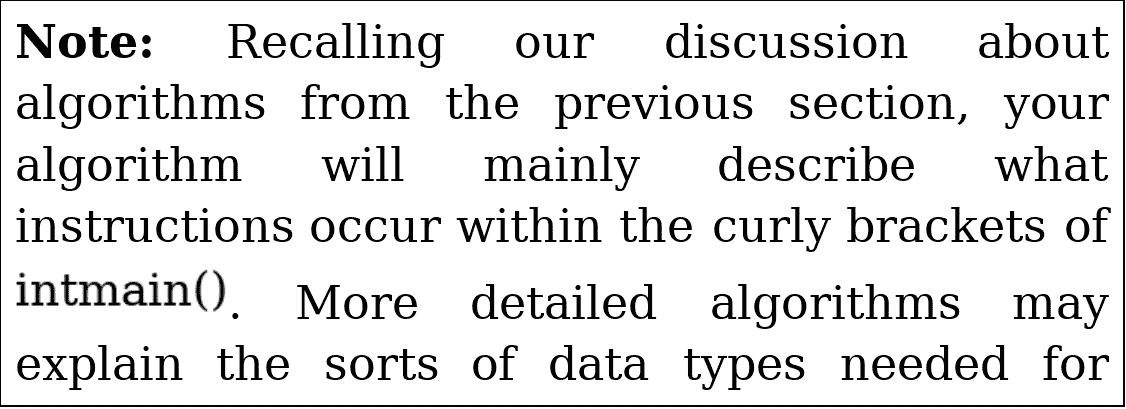 Note: Recalling our discussion about
algorithms from the previous section, your
algorithm will mainly describe what
instructions occur within the curly brackets of
intmain(). More detailed algorithms may
explain the sorts of data types needed for